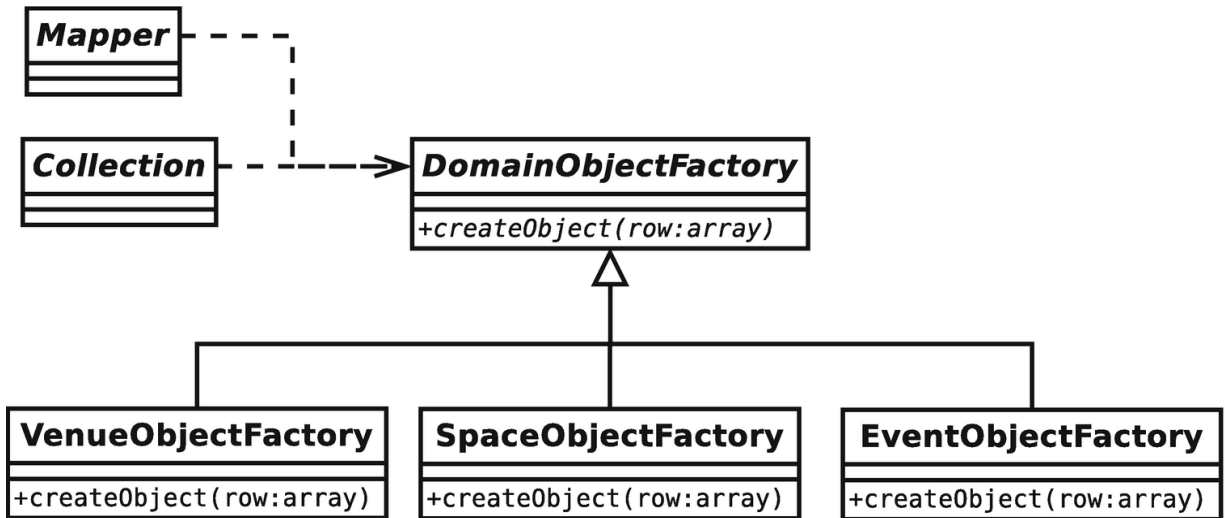 Mapper
Collection
DomainObjectFactory
+createObject(row:array)
VenueObjectFactory
+createObject(row:array)
SpaceObjectFactory
+createObject(row:array)
EventObjectFactory
+createObject(row:array)